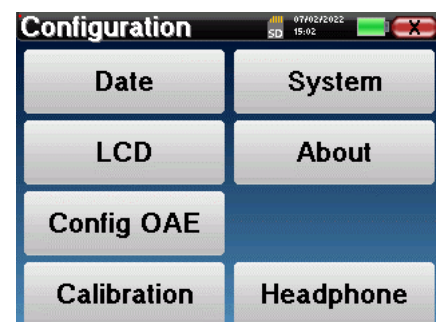 Configuration
SD
07/02/2022
15:02
X
Date
System
LCD
About
Config OAE
Calibration
Headphone